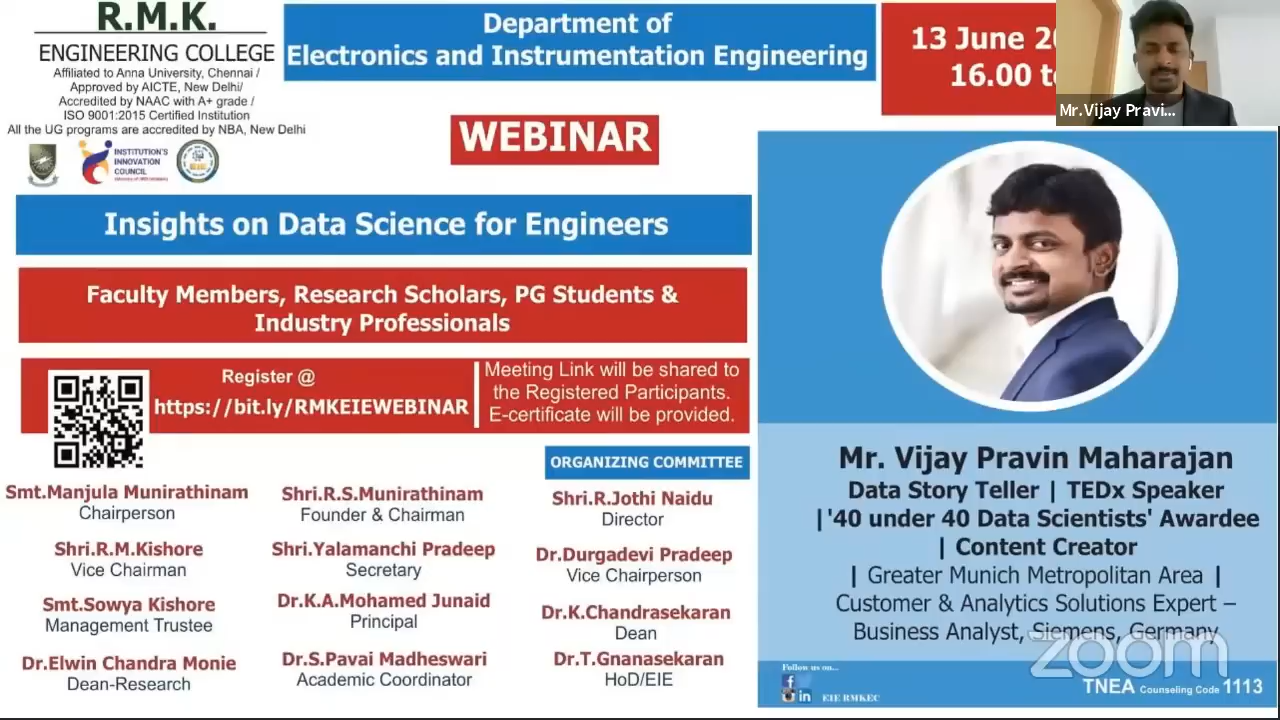 R.M.K.
ENGINEERING COLLEGE
Affiliated to Anna University, Chennai /
Approved by AICTE, New Delhi/
Accredited by NAAC with A+ grade /
ISO 9001:2015 Certified Institution
All the UG programs are accredited by NBA, New Delhi
INSTITUTION'S
INNOVATION
COUNCIL
Department of
Electronics and Instrumentation Engineering
13 June
16.00
Mr.Vijay Pravi...
WEBINAR
Insights on Data Science for Engineers
Faculty Members, Research Scholars, PG Students &
Industry Professionals
Register @
https://bit.ly/RMKEIEWEBINAR
Meeting Link will be shared to
the Registered Participants.
E-certificate will be provided.
ORGANIZING COMMITTEE
Smt.Manjula Munirathinam
Chairperson
Shri.R.S.Munirathinam
Founder & Chairman
Shri.R.Jothi Naidu
Director
Shri.R.M.Kishore
Vice Chairman
Shri.Yalamanchi Pradeep
Secretary
Dr.Durgadevi Pradeep
Vice Chairperson
Smt.Sowya Kishore
Management Trustee
Dr.K.A.Mohamed Junaid
Principal
Dr.K.Chandrasekaran
Dean
Dr.Elwin Chandra Monie
Dean-Research
Dr.S.Pavai Madheswari
Academic Coordinator
Dr.T.Gnanasekaran
HoD/EIE
Mr. Vijay Pravin Maharajan
Data Story Teller | TEDx Speaker
|'40 under 40 Data Scientists' Awardee
| Content Creator
| Greater Munich Metropolitan Area |
Customer & Analytics Solutions Expert –
Business Analyst, Siemens, Germany
zoom
Follow us on...
EIE RMKEC
TNEA Counseling Code 1113